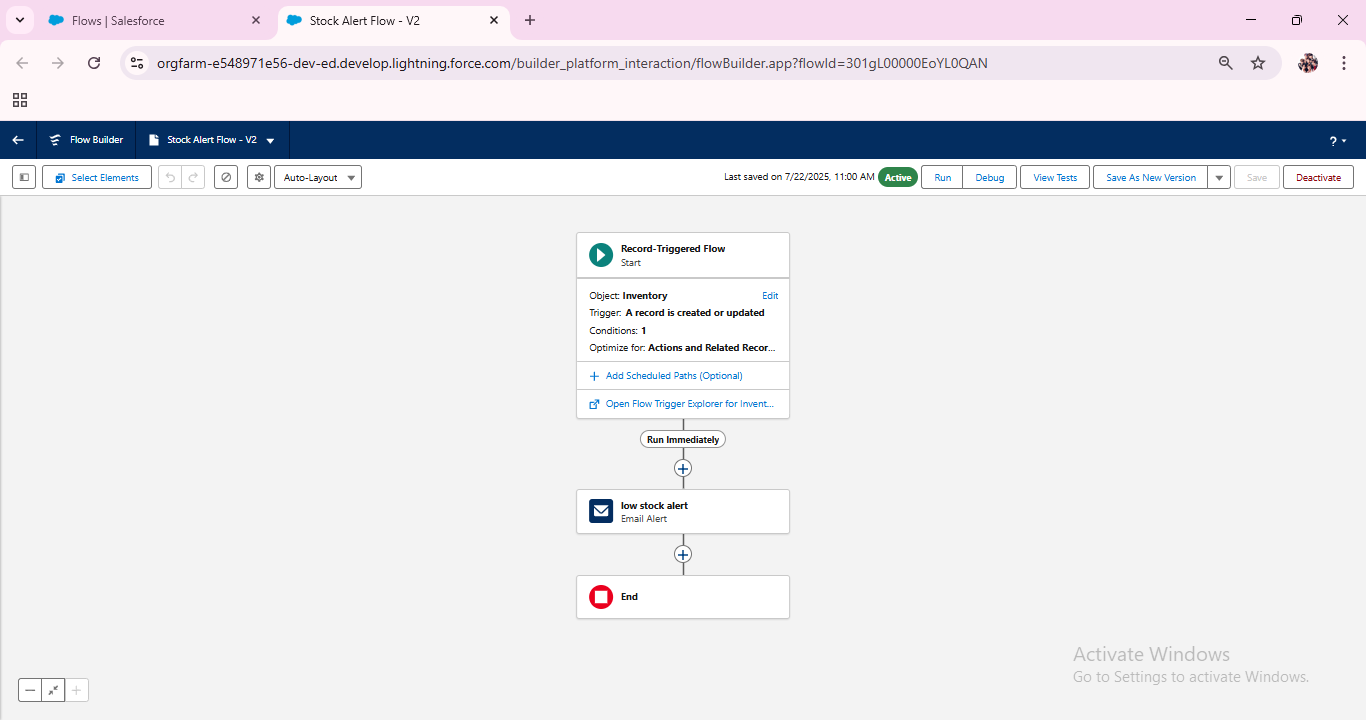 Flows | Salesforce
Stock Alert Flow - V2
orgfarm-e548971e56-dev-ed.develop.lightning.force.com/builder_platform_interaction/flowBuilder.app?flowId=301gL00000EoYL0QAN
Flow Builder
Stock Alert Flow - V2
?
Select Elements
Auto-Layout
Last saved on 7/22/2025, 11:00 AM
Active
Run
Debug
View Tests
Save As New Version
Save
Deactivate
Record-Triggered Flow
Start
Object: Inventory
Edit
Trigger: A record is created or updated
Conditions: 1
Optimize for: Actions and Related Recor...
Add Scheduled Paths (Optional)
Open Flow Trigger Explorer for Invent...
Run Immediately
low stock alert
Email Alert
End
Activate Windows
Go to Settings to activate Windows.